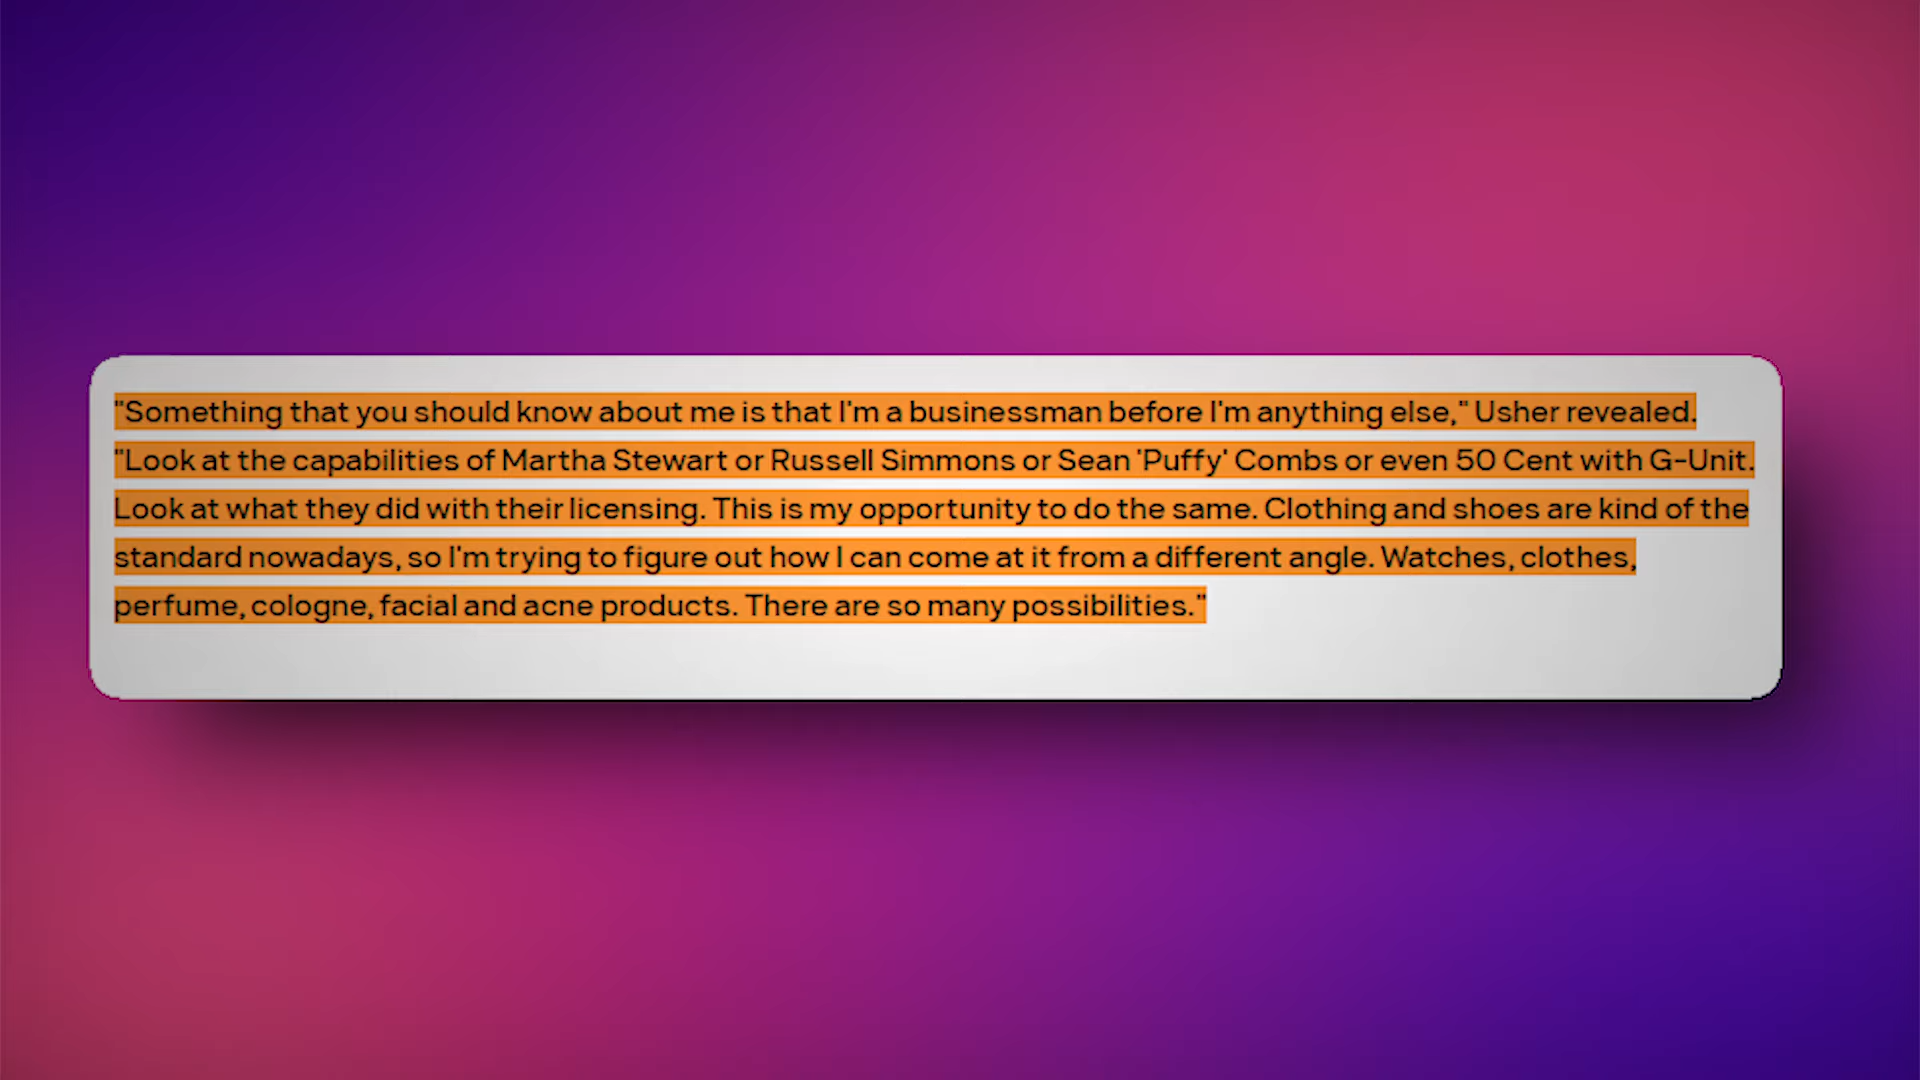 "Something that you should know about me is that I'm a businessman before I'm anything else," Usher revealed.
"Look at the capabilities of Martha Stewart or Russell Simmons or Sean 'Puffy' Combs or even 50 Cent with G-Unit.
Look at what they did with their licensing. This is my opportunity to do the same. Clothing and shoes are kind of the
standard nowadays, so I'm trying to figure out how I can come at it from a different angle. Watches, clothes,
perfume, cologne, facial and acne products. There are so many possibilities."